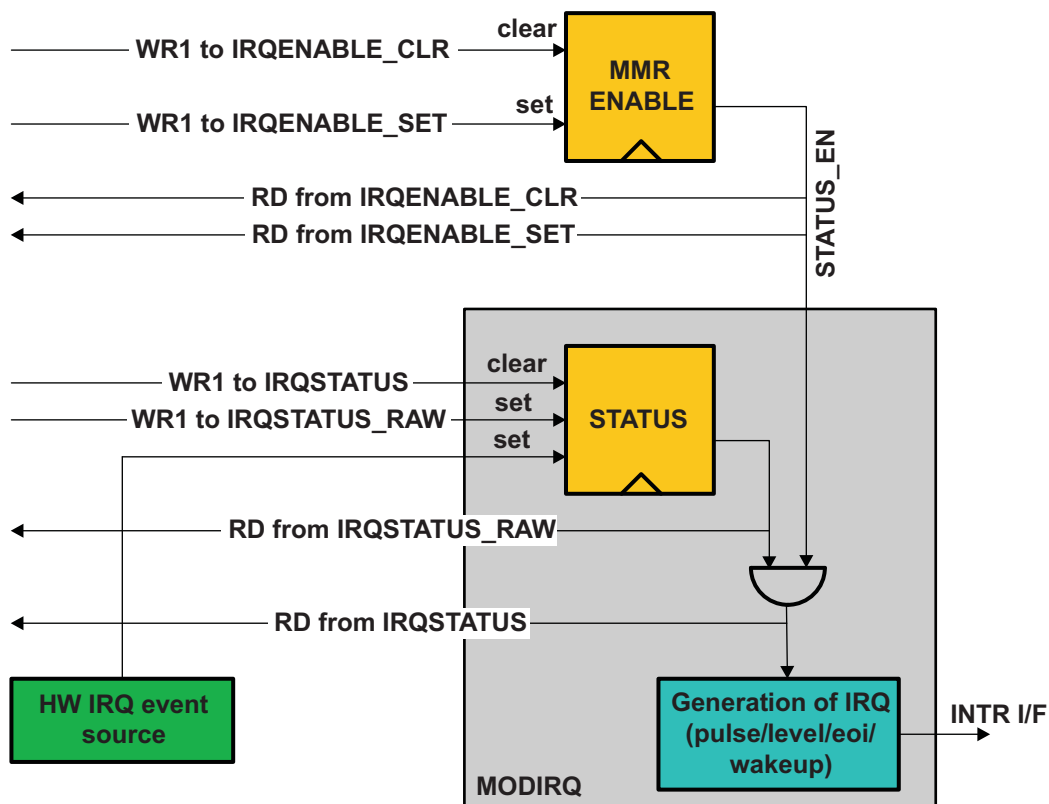 clear
WR1 to IRQENABLE_CLR
MMR
ENABLE
set
WR1 to IRQENABLE_SET
RD from IRQENABLE_CLR
RD from IRQENABLE_SET
STATUS_EN
clear
WR1 to IRQSTATUS
set
WR1 to IRQSTATUS_RAW
STATUS
set
RD from IRQSTATUS_RAW
RD from IRQSTATUS
HW IRQ event
source
Generation of IRQ
(pulse/level/eoi/
wakeup)
INTR I/F
MODIRQ